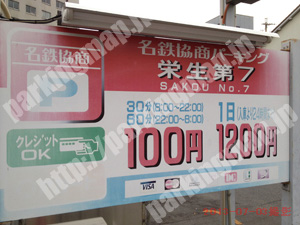 名鉄協商
P
名鉄協商パーキング
栄生第7
SAKOU No.7
30分(8:00~22:00)
60分(22:00~8:00)
100円
1日
1200円
クレジット
OK
VISA
parkingmap.jp